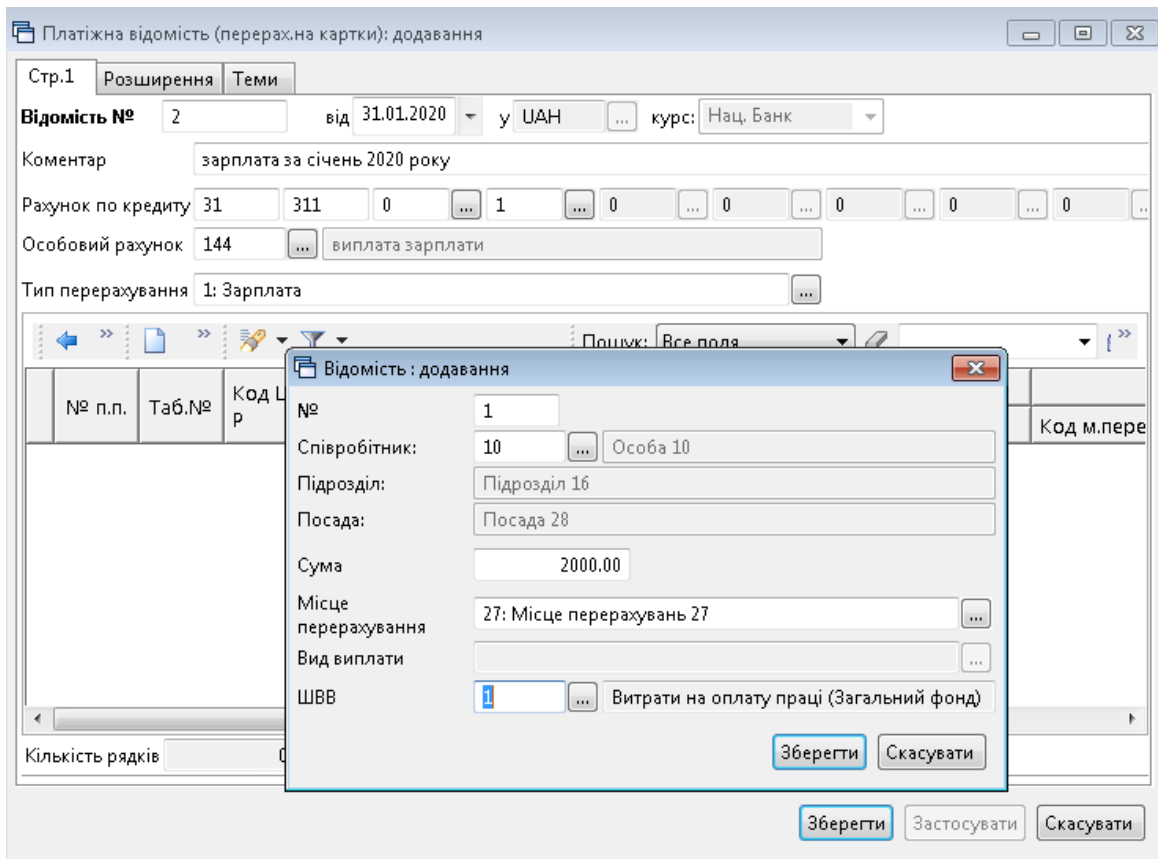 Платіжна відомість (перерах.на картки): додавання
Стр.1 Розширення Теми
Відомість № 2 від 31.01.2020 у UAH ... курс: Нац. Банк
Коментар зарплата за січень 2020 року
Рахунок по кредиту 31 311 0 ... 1 ... 0 ... 0 ... 0 ... 0 ... 0
Особовий рахунок 144 ... виплата зарплати
Тип перерахування 1: Зарплата ...
Пошук: Все поля
№ п.п. Таб.№ Код Р Код м.пере
Відомість : додавання
№ 1
Співробітник: 10 ... Особа 10
Підрозділ: Підрозділ 16
Посада: Посада 28
Сума 2000.00
Місце
перерахування 27: Місце перерахувань 27 ...
Вид виплати ...
ШВВ 1 ... Витрати на оплату праці (Загальний фонд)
Зберегти Скасувати
Кількість рядків
Зберегти Застосувати Скасувати